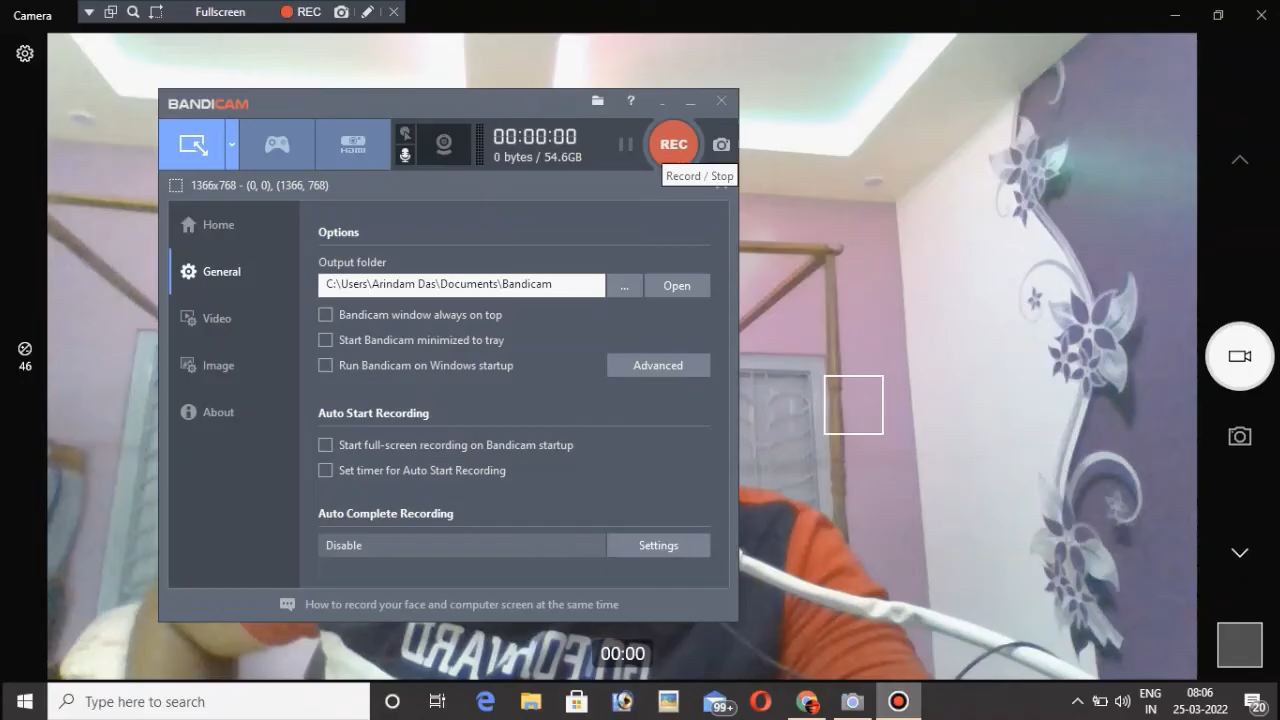 Camera
Fullscreen
REC
BANDICAM
?
HDMI
00:00:00
0 bytes / 54.6GB
REC
Record / Stop
1366x768 - (0, 0), (1366, 768)
Home
General
Video
Image
About
Options
Output folder
C:\Users\Arindam Das\Documents\Bandicam
...
Open
Bandicam window always on top
Start Bandicam minimized to tray
Run Bandicam on Windows startup
Advanced
Auto Start Recording
Start full-screen recording on Bandicam startup
Set timer for Auto Start Recording
Auto Complete Recording
Disable
Settings
How to record your face and computer screen at the same time
46
00:00
Type here to search
99+
ENG
IN
08:06
25-03-2022
20